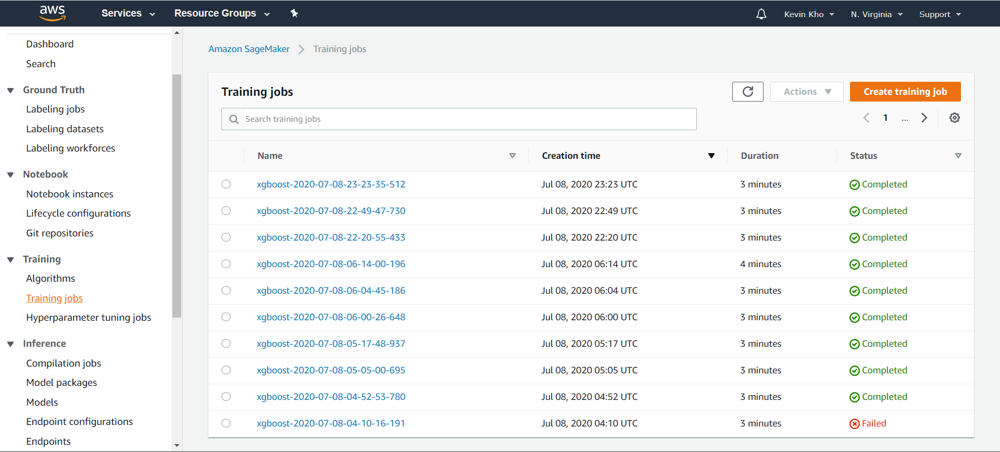 aws Services Resource Groups Kevin Kho N. Virginia Support
Dashboard
Search
Ground Truth
Labeling jobs
Labeling datasets
Labeling workforces
Notebook
Notebook instances
Lifecycle configurations
Git repositories
Training
Algorithms
Training jobs
Hyperparameter tuning jobs
Inference
Compilation jobs
Model packages
Models
Endpoint configurations
Endpoints
Amazon SageMaker Training jobs
Training jobs Actions Create training job
Search training jobs 1 ...
Name Creation time Duration Status
xgboost-2020-07-08-23-23-35-512 Jul 08, 2020 23:23 UTC 3 minutes Completed
xgboost-2020-07-08-22-49-47-730 Jul 08, 2020 22:49 UTC 3 minutes Completed
xgboost-2020-07-08-22-20-55-433 Jul 08, 2020 22:20 UTC 3 minutes Completed
xgboost-2020-07-08-06-14-00-196 Jul 08, 2020 06:14 UTC 4 minutes Completed
xgboost-2020-07-08-06-04-45-186 Jul 08, 2020 06:04 UTC 3 minutes Completed
xgboost-2020-07-08-06-00-26-648 Jul 08, 2020 06:00 UTC 3 minutes Completed
xgboost-2020-07-08-05-17-48-937 Jul 08, 2020 05:17 UTC 3 minutes Completed
xgboost-2020-07-08-05-05-00-695 Jul 08, 2020 05:05 UTC 3 minutes Completed
xgboost-2020-07-08-04-52-53-780 Jul 08, 2020 04:52 UTC 3 minutes Completed
xgboost-2020-07-08-04-10-16-191 Jul 08, 2020 04:10 UTC 3 minutes Failed